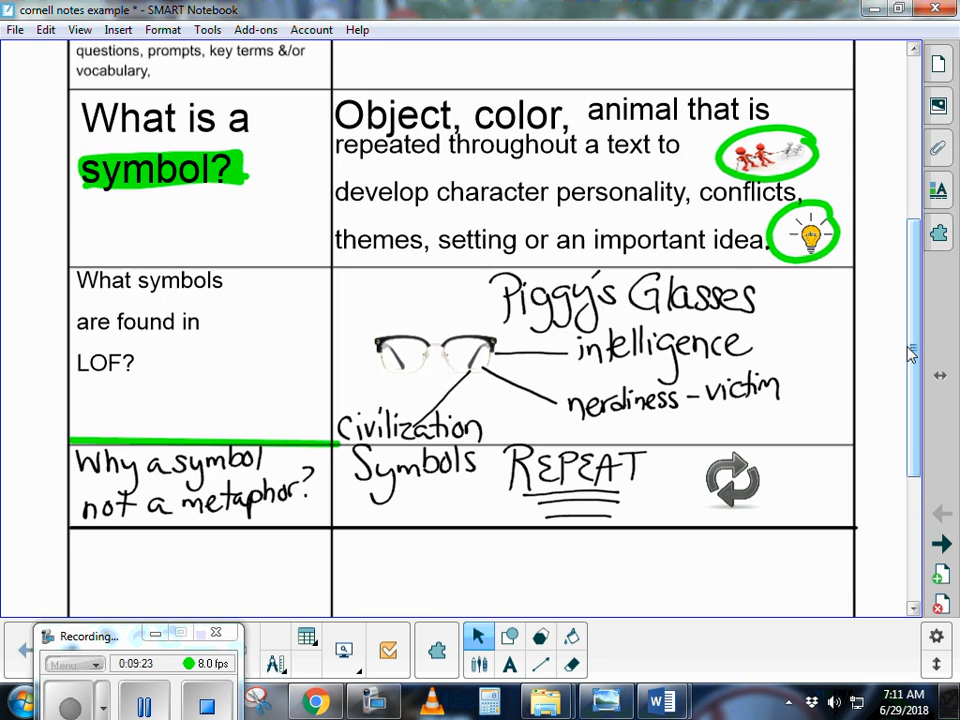 cornell notes example * - SMART Notebook
File Edit View Insert Format Tools Add-ons Account Help
questions, prompts, key terms &/or
vocabulary,
What is a
symbol?
Object, color, animal that is
repeated throughout a text to
develop character personality, conflicts,
themes, setting or an important idea.
What symbols
are found in
LOF?
Piggy's Glasses
intelligence
nerdiness - victim
Civilization
Why a symbol
not a metaphor?
Symbols REPEAT
Recording...
Menu
0:09:23
8.0 fps
7:11 AM
6/29/2018